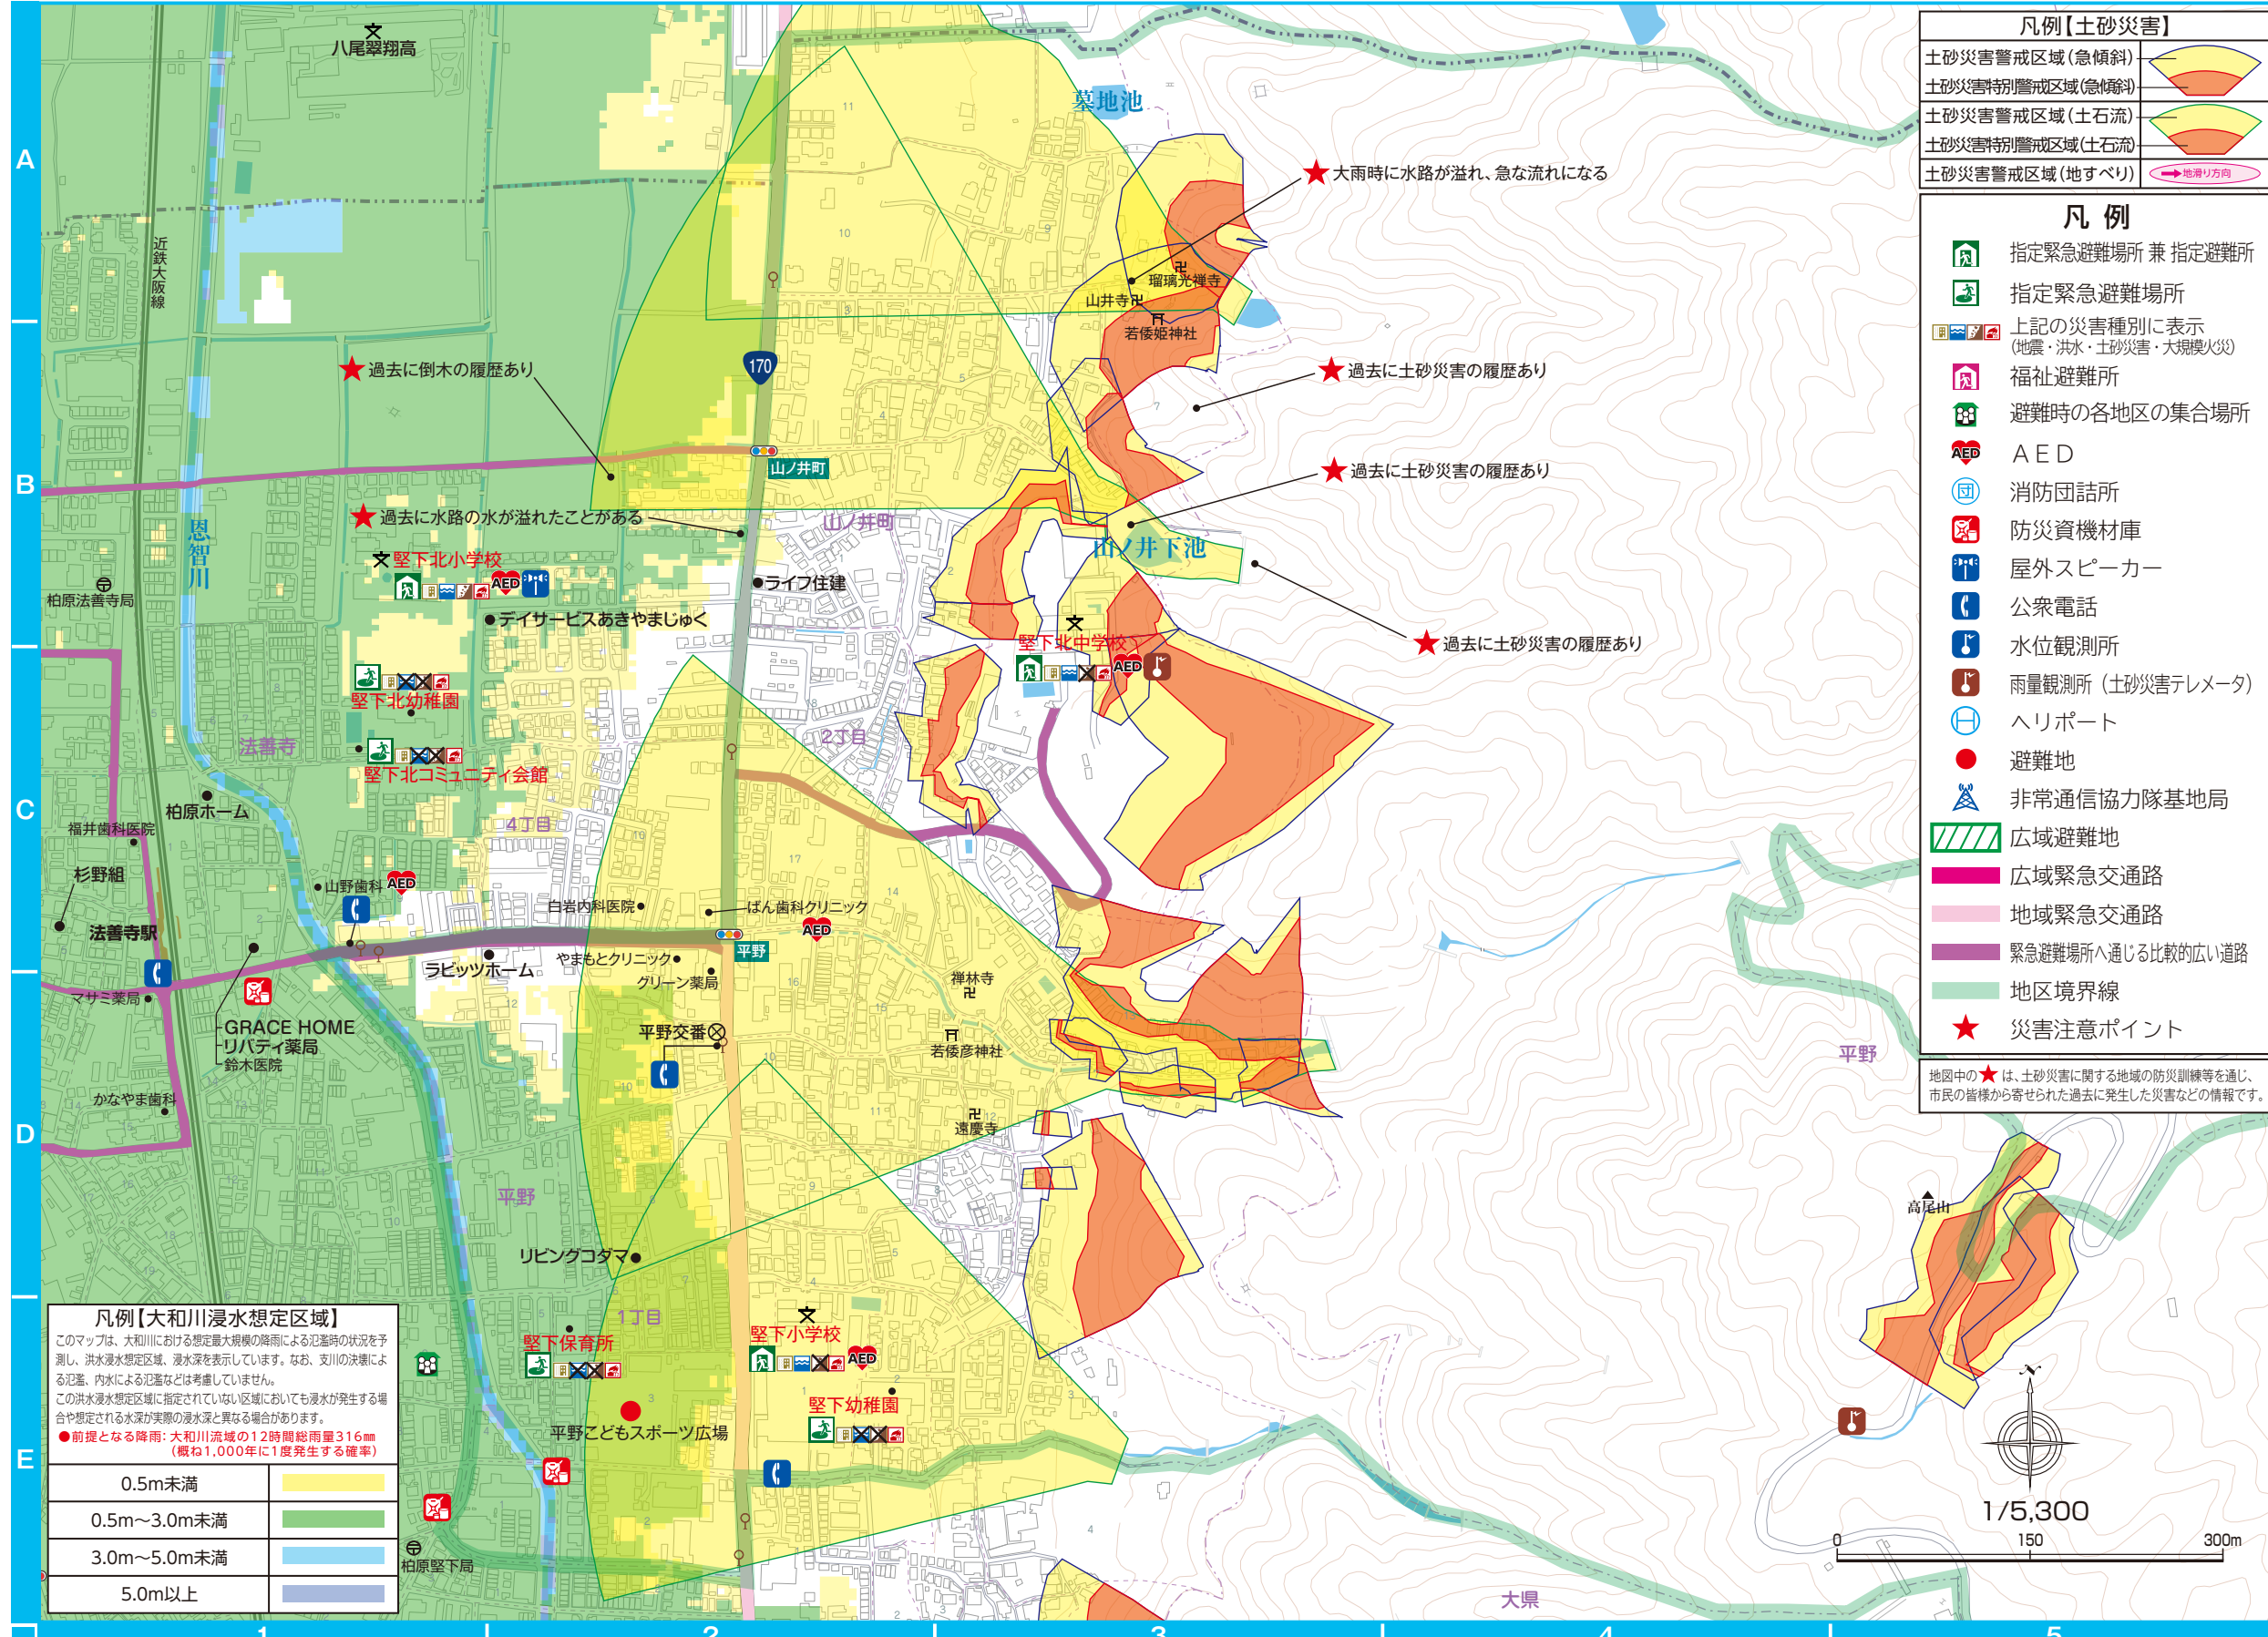 八尾翠翔高
A
墓地池
11
大雨時に水路が溢れ、急な流れになる
10
9
近鉄大阪線
瑠璃光禅寺
山井寺
若倭姫神社
3
170
過去に倒木の履歴あり
過去に土砂災害の履歴あり
7
5
4
山ノ井町
過去に土砂災害の履歴あり
B
恩智川
過去に水路の水が溢れたことがある
山ノ井町
山ノ井下池
堅下北小学校
AED
ライフ住建
2
柏原法善寺局
デイサービスあきやまじゅく
堅下北中学校
AED
過去に土砂災害の履歴あり
堅下北幼稚園
法善寺
18
2丁目
堅下北コミュニティ会館
柏原ホーム
C
福井歯科医院
4丁目
16
17
杉野組
山野歯科
AED
14
白岩内科医院
ばん歯科クリニック
AED
法善寺駅
平野
ラビッツホーム
やまもとクリニック
グリーン薬局
禅林寺
マサミ薬局
12
16
15
13
GRACE HOME
リバティ薬局
鈴木医院
平野交番
若倭彦神社
平野
10
10
かなやま歯科
11
12
遠慶寺
D
平野
9
8
高尾山
リビングコダマ
5
4
1丁目
堅下小学校
AED
堅下保育所
3
1
2
堅下幼稚園
平野こどもスポーツ広場
E
柏原堅下局
2
4
大県
1
2
3
4
5
凡例【土砂災害】
土砂災害警戒区域(急傾斜)
土砂災害特別警戒区域(急傾斜)
土砂災害警戒区域(土石流)
土砂災害特別警戒区域(土石流)
土砂災害警戒区域(地すべり)
地滑り方向
凡 例
指定緊急避難場所 兼 指定避難所
指定緊急避難場所
上記の災害種別に表示
(地震・洪水・土砂災害・大規模火災)
福祉避難所
避難時の各地区の集合場所
AED
ＡＥＤ
団
消防団詰所
防災資機材庫
屋外スピーカー
公衆電話
水位観測所
雨量観測所（土砂災害テレメータ）
ヘリポート
避難地
非常通信協力隊基地局
広域避難地
広域緊急交通路
地域緊急交通路
緊急避難場所へ通じる比較的広い道路
地区境界線
災害注意ポイント
地図中の★は、土砂災害に関する地域の防災訓練等を通じ、
市民の皆様から寄せられた過去に発生した災害などの情報です。
凡例【大和川浸水想定区域】
このマップは、大和川における想定最大規模の降雨による氾濫時の状況を予
測し、洪水浸水想定区域、浸水深を表示しています。なお、支川の決壊によ
る氾濫、内水による氾濫などは考慮していません。
この洪水浸水想定区域に指定されていない区域においても浸水が発生する場
合や想定される水深が実際の浸水深と異なる場合があります。
●前提となる降雨：大和川流域の12時間総雨量316㎜
（概ね1,000年に1度発生する確率）
0.5m未満
0.5m～3.0m未満
3.0m～5.0m未満
5.0m以上
N
1/5,300
0
150
300m